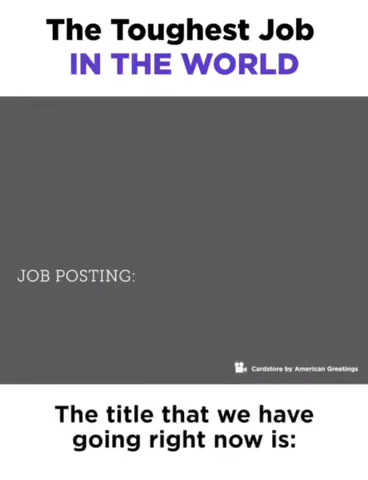 The Toughest Job
IN THE WORLD
JOB POSTING:
Cardstore by American Greetings
The title that we have
going right now is: